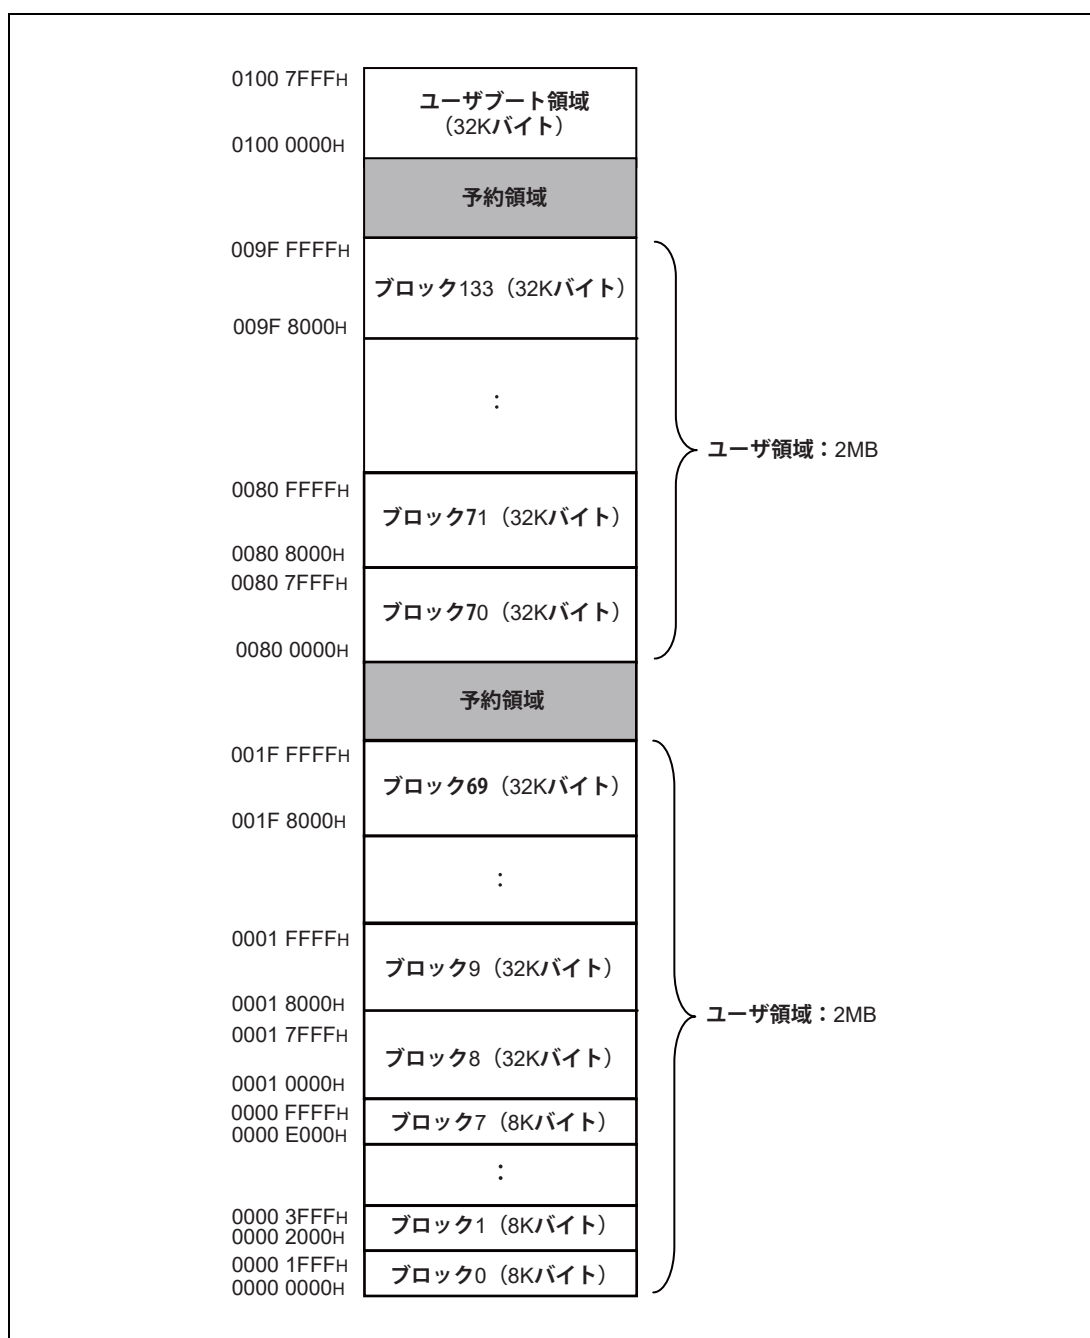 0100 7FFFH
ユーザブート領域
（32Kバイト）
0100 0000H
予約領域
009F FFFFH
ブロック133（32Kバイト）
009F 8000H
：
ユーザ領域：2MB
0080 FFFFH
ブロック71（32Kバイト）
0080 8000H
0080 7FFFH
ブロック70（32Kバイト）
0080 0000H
予約領域
001F FFFFH
ブロック69（32Kバイト）
001F 8000H
：
0001 FFFFH
ブロック9（32Kバイト）
0001 8000H
ユーザ領域：2MB
0001 7FFFH
ブロック8（32Kバイト）
0001 0000H
0000 FFFFH
ブロック7（8Kバイト）
0000 E000H
：
0000 3FFFH
ブロック1（8Kバイト）
0000 2000H
0000 1FFFH
ブロック0（8Kバイト）
0000 0000H